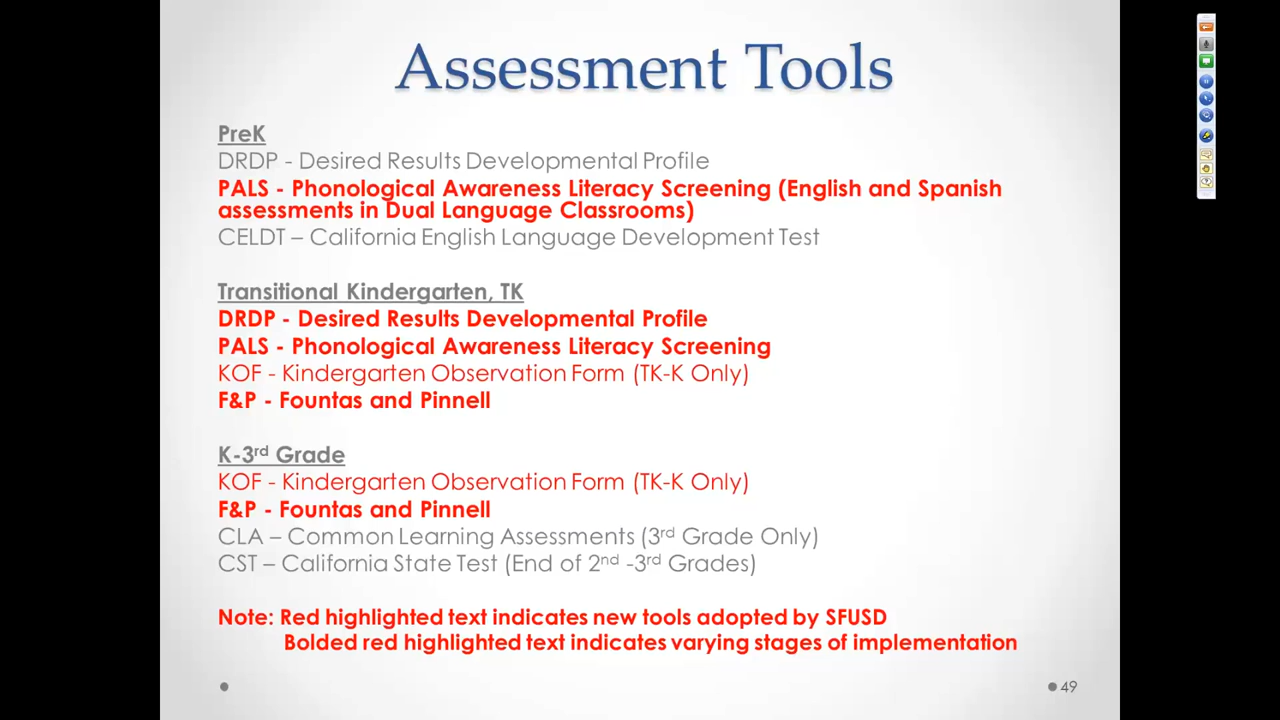 Assessment Tools
PreK
DRDP - Desired Results Developmental Profile
PALS - Phonological Awareness Literacy Screening (English and Spanish
assessments in Dual Language Classrooms)
CELDT – California English Language Development Test
Transitional Kindergarten, TK
DRDP - Desired Results Developmental Profile
PALS - Phonological Awareness Literacy Screening
KOF - Kindergarten Observation Form (TK-K Only)
F&P - Fountas and Pinnell
K-3rd Grade
KOF - Kindergarten Observation Form (TK-K Only)
F&P - Fountas and Pinnell
CLA – Common Learning Assessments (3rd Grade Only)
CST – California State Test (End of 2nd -3rd Grades)
Note: Red highlighted text indicates new tools adopted by SFUSD
Bolded red highlighted text indicates varying stages of implementation
49